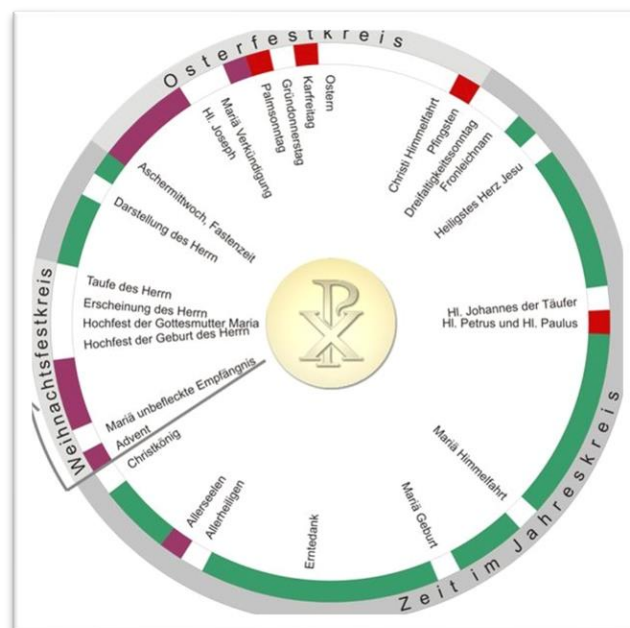 Osterfestkreis
Ostern
Karfreitag
Gründonnerstag
Palmsonntag
Mariä Verkündigung
Hl. Joseph
Aschermittwoch, Fastenzeit
Darstellung des Herrn
Christi Himmelfahrt
Pfingsten
Dreifaltigkeitssonntag
Fronleichnam
Heiligstes Herz Jesu
Weihnachtsfestkreis
Taufe des Herrn
Erscheinung des Herrn
Hochfest der Gottesmutter Maria
Hochfest der Geburt des Herrn
Mariä unbefleckte Empfängnis
Advent
Christkönig
Hl. Johannes der Täufer
Hl. Petrus und Hl. Paulus
Mariä Himmelfahrt
Mariä Geburt
Erntedank
Allerheiligen
Allerseelen
Zeit im Jahreskreis